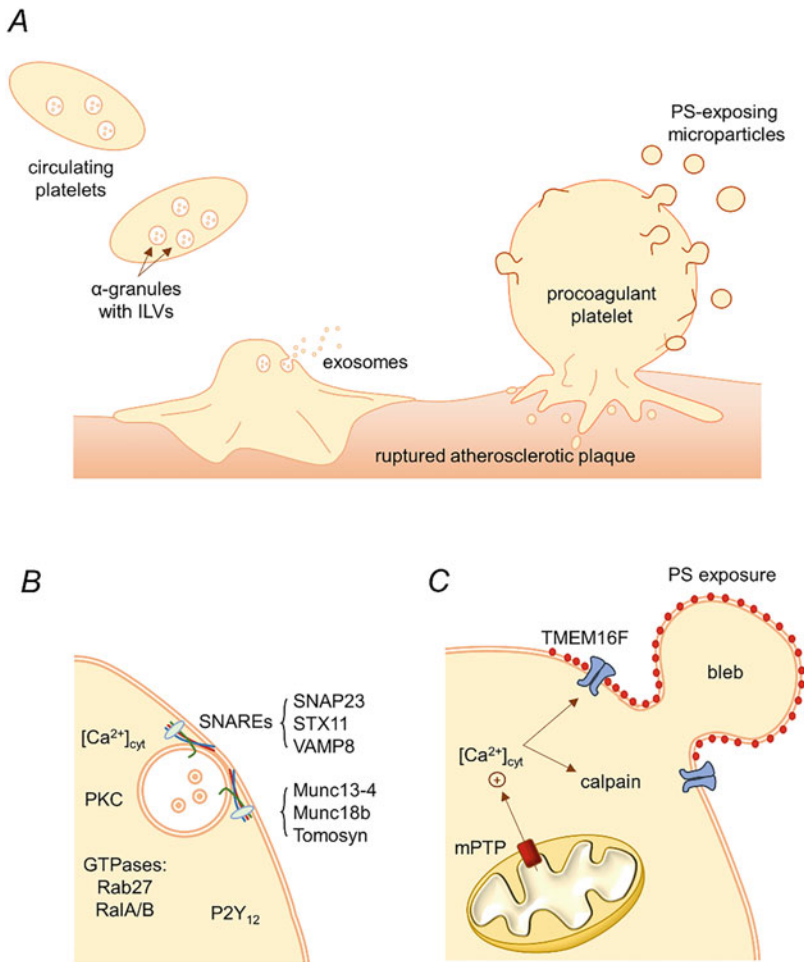 A
circulating
platelets
α-granules
with ILVs
exosomes
PS-exposing
microparticles
procoagulant
platelet
ruptured atherosclerotic plaque
B
[Ca²⁺]cyt
SNAREs
SNAP23
STX11
VAMP8
PKC
Munc13-4
Munc18b
Tomosyn
GTPases:
Rab27
RalA/B
P2Y₁₂
C
PS exposure
TMEM16F
bleb
[Ca²⁺]cyt
+
calpain
mPTP